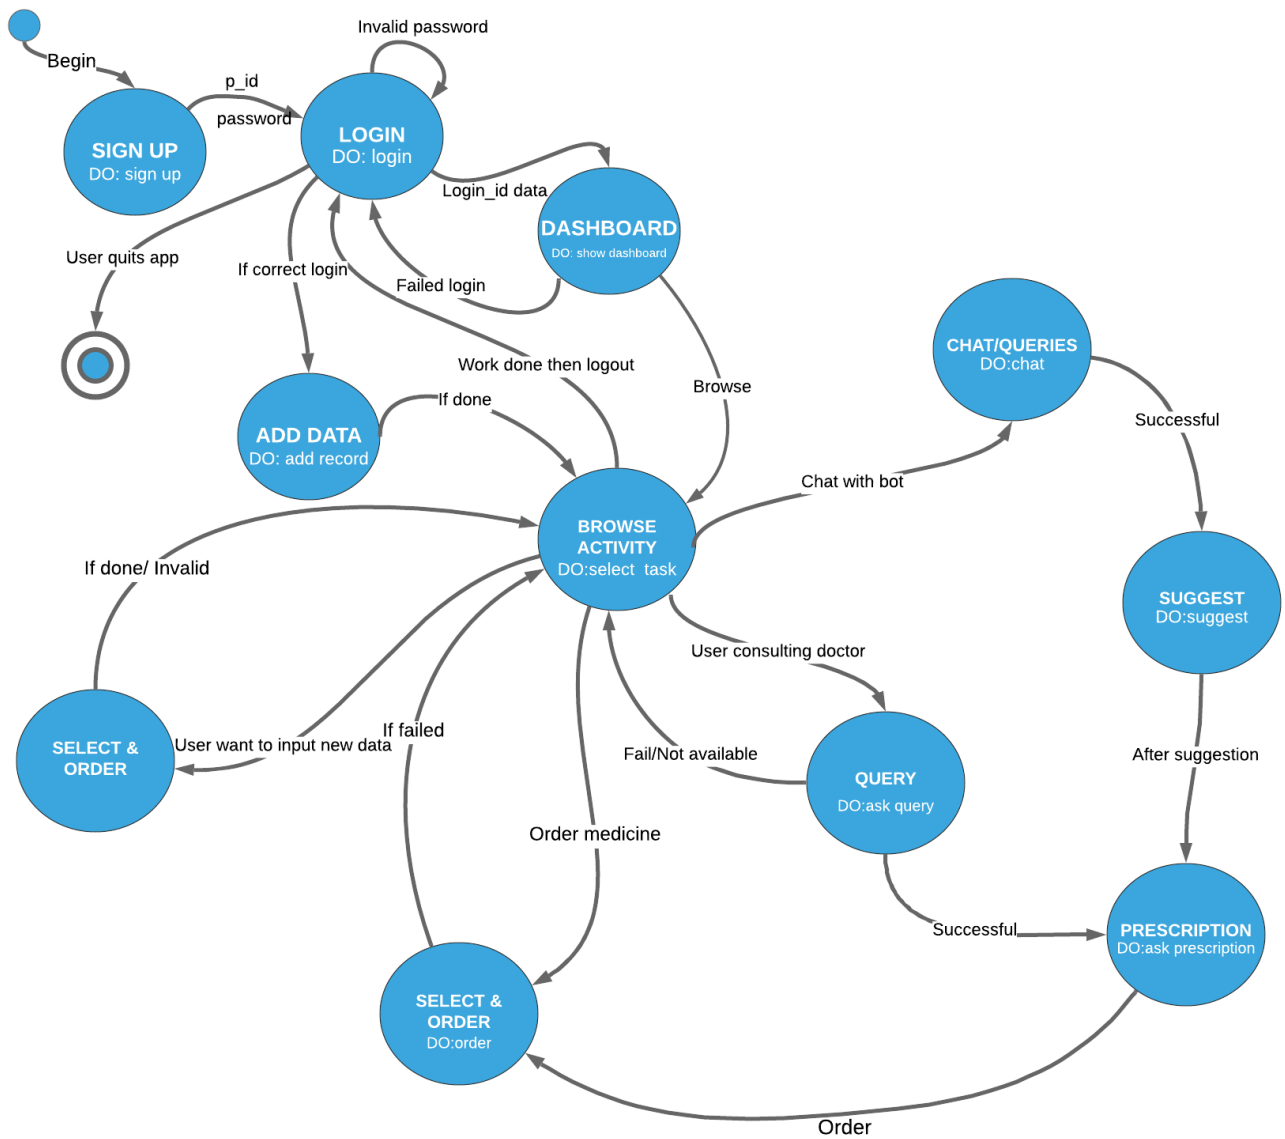 Invalid password
Begin
p_id
password
SIGN UP
DO: sign up
LOGIN
DO: login
Login_id data
DASHBOARD
DO: show dashboard
User quits app
If correct login
Failed login
Work done then logout
Browse
CHAT/QUERIES
DO:chat
Successful
If done
ADD DATA
DO: add record
Chat with bot
BROWSE
ACTIVITY
DO:select  task
If done/ Invalid
SUGGEST
DO:suggest
User consulting doctor
SELECT &
ORDER
User want to input new data
If failed
Fail/Not available
After suggestion
QUERY
DO:ask query
Order medicine
Successful
PRESCRIPTION
DO:ask prescription
SELECT &
ORDER
DO:order
Order